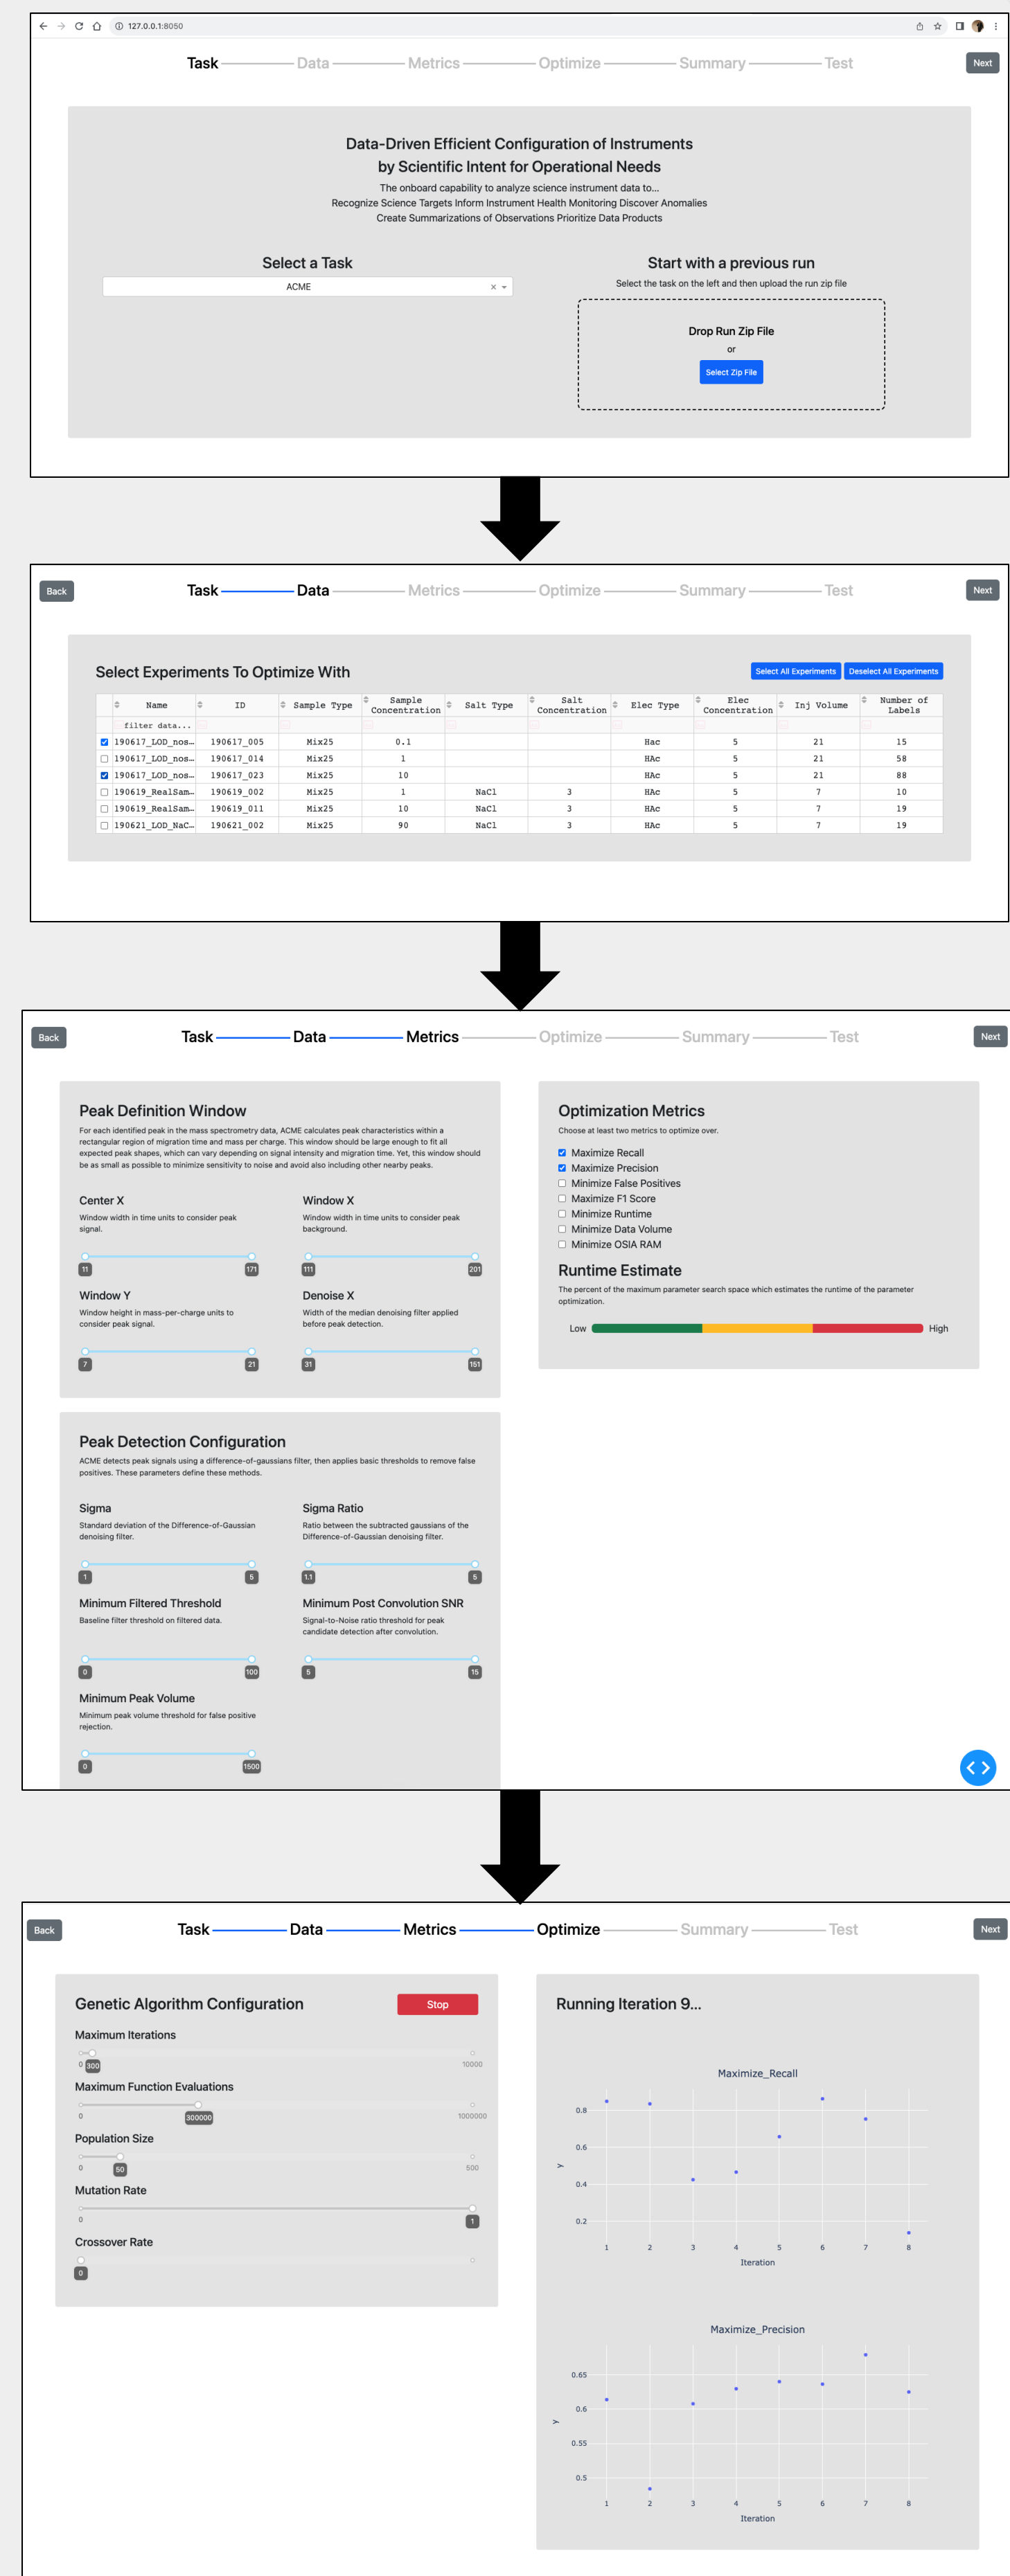 127.0.0.1:8050
Task Data Metrics Optimize Summary Test Next
Data-Driven Efficient Configuration of Instruments
by Scientific Intent for Operational Needs
The onboard capability to analyze science instrument data to...
Recognize Science Targets Inform Instrument Health Monitoring Discover Anomalies
Create Summarizations of Observations Prioritize Data Products
Select a Task
ACME
Start with a previous run
Select the task on the left and then upload the run zip file
Drop Run Zip File
or
Select Zip File
Back Task Data Metrics Optimize Summary Test Next
Select Experiments To Optimize With Select All Experiments Deselect All Experiments
Name ID Sample Type Sample Concentration Salt Type Salt Concentration Elec Type Elec Concentration Inj Volume Number of Labels
filter data...
190617_LOD_nos… 190617_005 Mix25 0.1 Hac 5 21 15
190617_LOD_nos… 190617_014 Mix25 1 HAc 5 21 58
190617_LOD_nos… 190617_023 Mix25 10 HAc 5 21 88
190619_RealSam… 190619_002 Mix25 1 NaCl 3 HAc 5 7 10
190619_RealSam… 190619_011 Mix25 10 NaCl 3 HAc 5 7 19
190621_LOD_NaC… 190621_002 Mix25 90 NaCl 3 HAc 5 7 19
Back Task Data Metrics Optimize Summary Test Next
Peak Definition Window
For each identified peak in the mass spectrometry data, ACME calculates peak characteristics within a
rectangular region of migration time and mass per charge. This window should be large enough to fit all
expected peak shapes, which can vary depending on signal intensity and migration time. Yet, this window should
be as small as possible to minimize sensitivity to noise and avoid also including other nearby peaks.
Center X
Window width in time units to consider peak
signal.
11 171
Window X
Window width in time units to consider peak
background.
111 201
Window Y
Window height in mass-per-charge units to
consider peak signal.
7 21
Denoise X
Width of the median denoising filter applied
before peak detection.
31 151
Optimization Metrics
Choose at least two metrics to optimize over.
Maximize Recall
Maximize Precision
Minimize False Positives
Maximize F1 Score
Minimize Runtime
Minimize Data Volume
Minimize OSIA RAM
Runtime Estimate
The percent of the maximum parameter search space which estimates the runtime of the parameter
optimization.
Low High
Peak Detection Configuration
ACME detects peak signals using a difference-of-gaussians filter, then applies basic thresholds to remove false
positives. These parameters define these methods.
Sigma
Standard deviation of the Difference-of-Gaussian
denoising filter.
1 5
Sigma Ratio
Ratio between the subtracted gaussians of the
Difference-of-Gaussian denoising filter.
1.1 5
Minimum Filtered Threshold
Baseline filter threshold on filtered data.
0 100
Minimum Post Convolution SNR
Signal-to-Noise ratio threshold for peak
candidate detection after convolution.
5 15
Minimum Peak Volume
Minimum peak volume threshold for false positive
rejection.
0 1500
Back Task Data Metrics Optimize Summary Test Next
Genetic Algorithm Configuration Stop
Maximum Iterations
0 300 10000
Maximum Function Evaluations
0 300000 1000000
Population Size
0 50 500
Mutation Rate
0 1
Crossover Rate
0
Running Iteration 9...
Maximize_Recall
0.8
0.6
y
0.4
0.2
1 2 3 4 5 6 7 8
Iteration
Maximize_Precision
0.65
0.6
y
0.55
0.5
1 2 3 4 5 6 7 8
Iteration